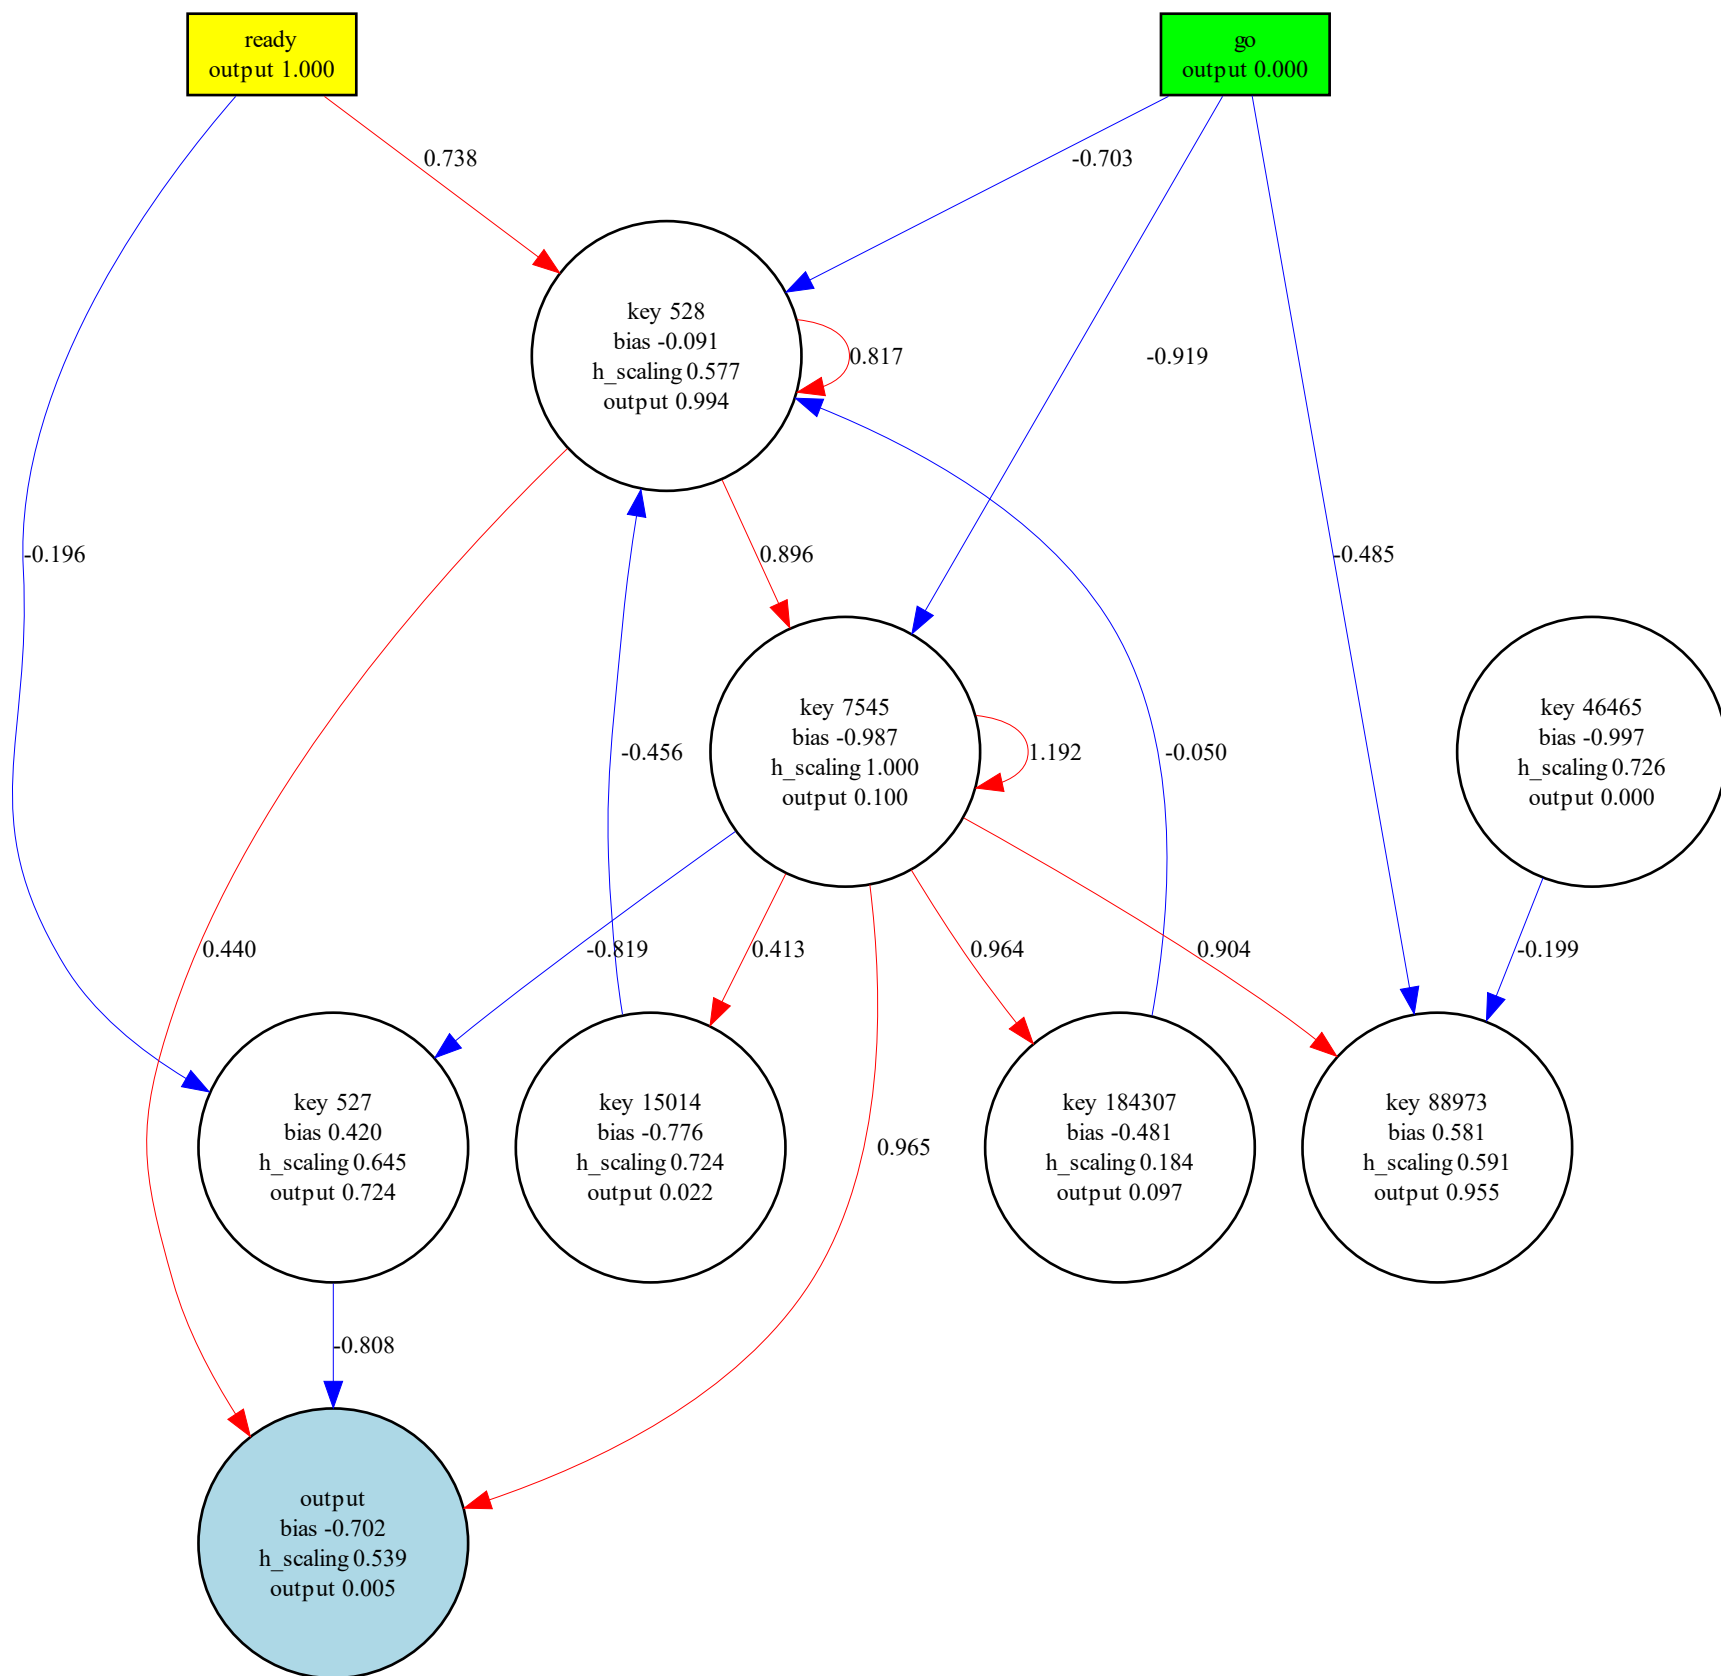 ready
output 1.000
go
output 0.000
0.738
-0.703
key 528
bias -0.091
h_scaling 0.577
output 0.994
0.817
-0.919
-0.196
0.896
-0.485
key 7545
bias -0.987
h_scaling 1.000
output 0.100
1.192
-0.456
-0.050
key 46465
bias -0.997
h_scaling 0.726
output 0.000
0.440
-0.819
0.413
0.964
0.904
-0.199
key 527
bias 0.420
h_scaling 0.645
output 0.724
key 15014
bias -0.776
h_scaling 0.724
output 0.022
0.965
key 184307
bias -0.481
h_scaling 0.184
output 0.097
key 88973
bias 0.581
h_scaling 0.591
output 0.955
-0.808
output
bias -0.702
h_scaling 0.539
output 0.005